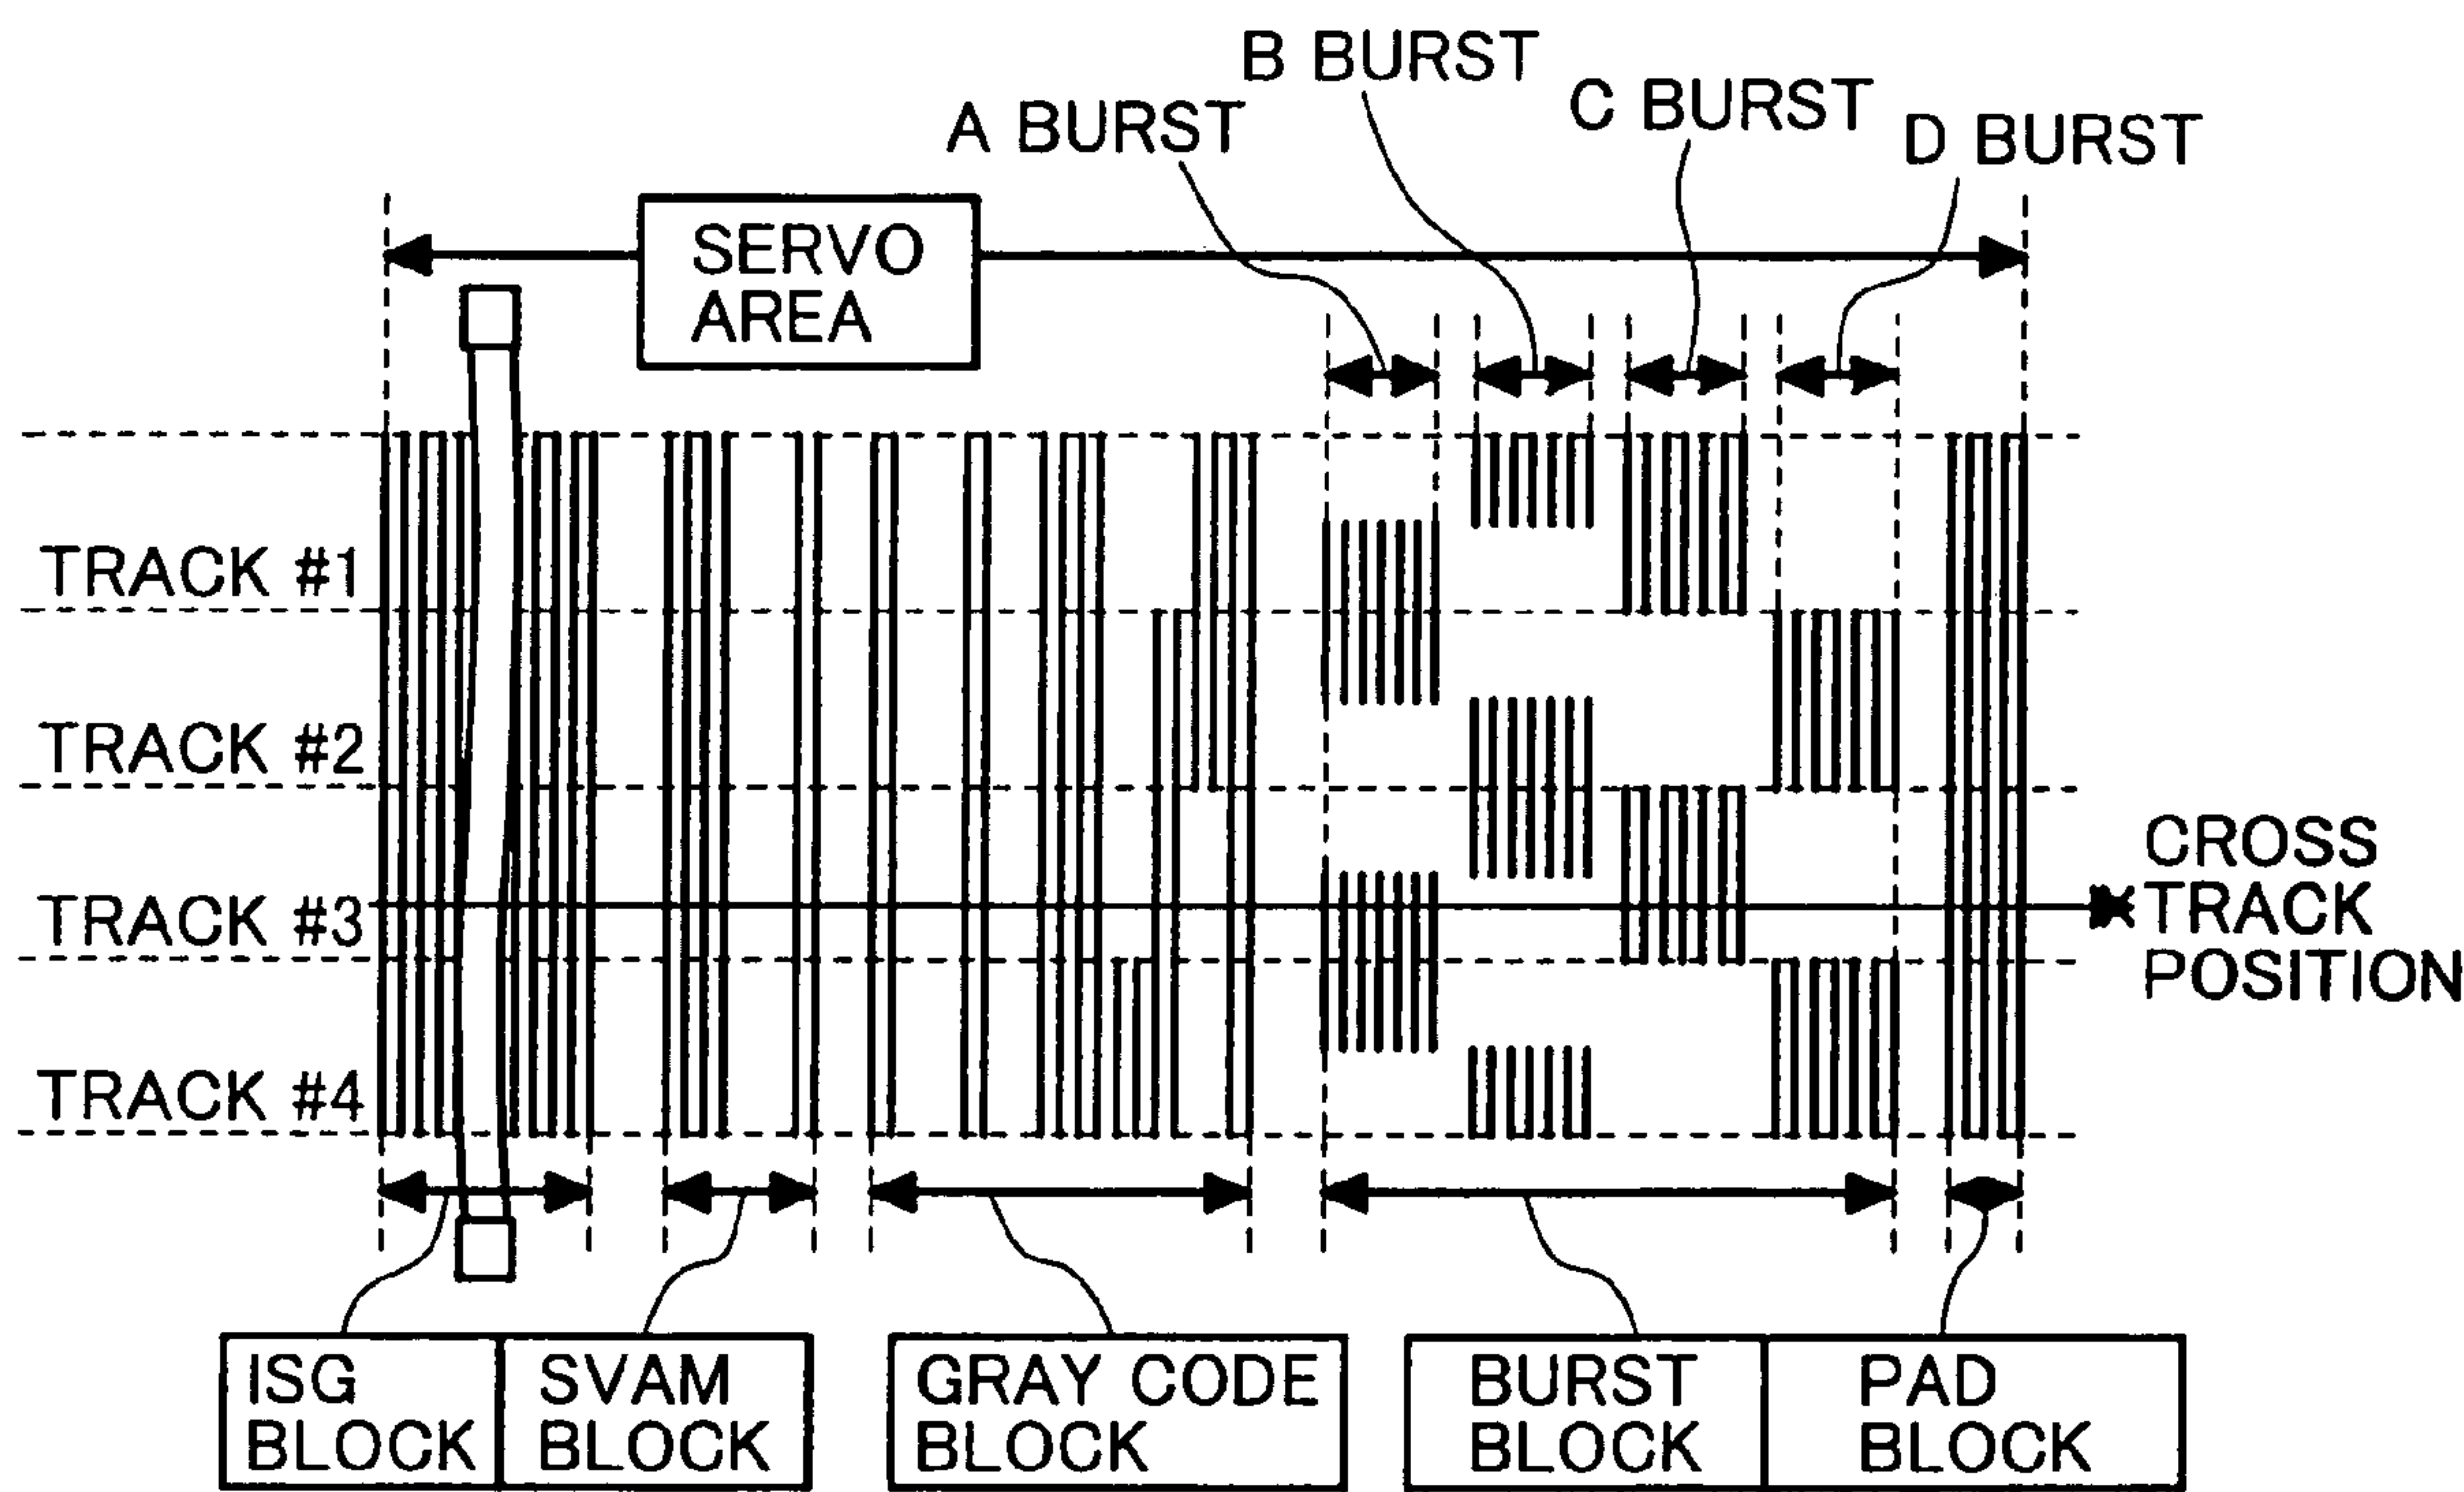 B BURST
C BURST
A BURST
D BURST
SERVO
AREA
TRACK #1
TRACK #2
TRACK #3
TRACK #4
CROSS
TRACK
POSITION
ISG
BLOCK
SVAM
BLOCK
GRAY CODE
BLOCK
BURST
BLOCK
PAD
BLOCK